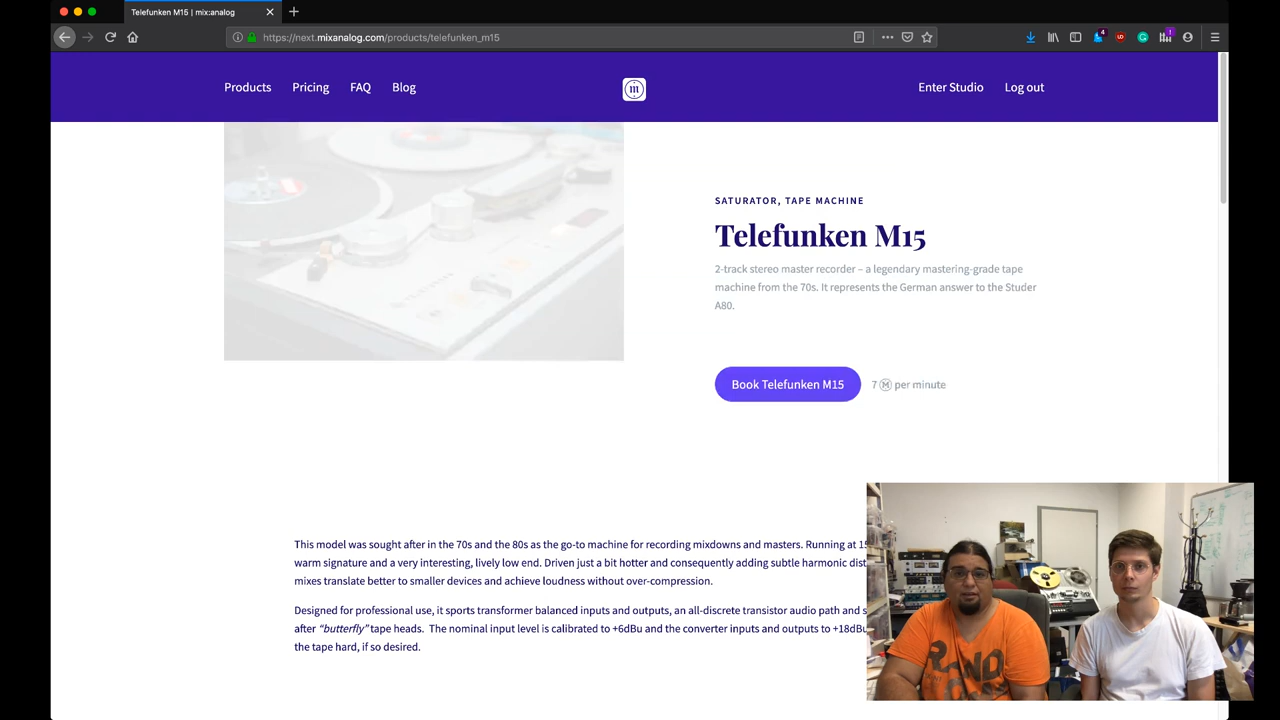 Telefunken M15 | mix:analog
https://next.mixanalog.com/products/telefunken_m15
4
1
Products
Pricing
FAQ
Blog
m
Enter Studio
Log out
SATURATOR, TAPE MACHINE
Telefunken M15
2-track stereo master recorder – a legendary mastering-grade tape
machine from the 70s. It represents the German answer to the Studer
A80.
Book Telefunken M15
7 M per minute
This model was sought after in the 70s and the 80s as the go-to machine for recording mixdowns and masters. Running at 15
warm signature and a very interesting, lively low end. Driven just a bit hotter and consequently adding subtle harmonic dist
mixes translate better to smaller devices and achieve loudness without over-compression.
Designed for professional use, it sports transformer balanced inputs and outputs, an all-discrete transistor audio path and s
after “butterfly” tape heads. The nominal input level is calibrated to +6dBu and the converter inputs and outputs to +18dBu
the tape hard, if so desired.